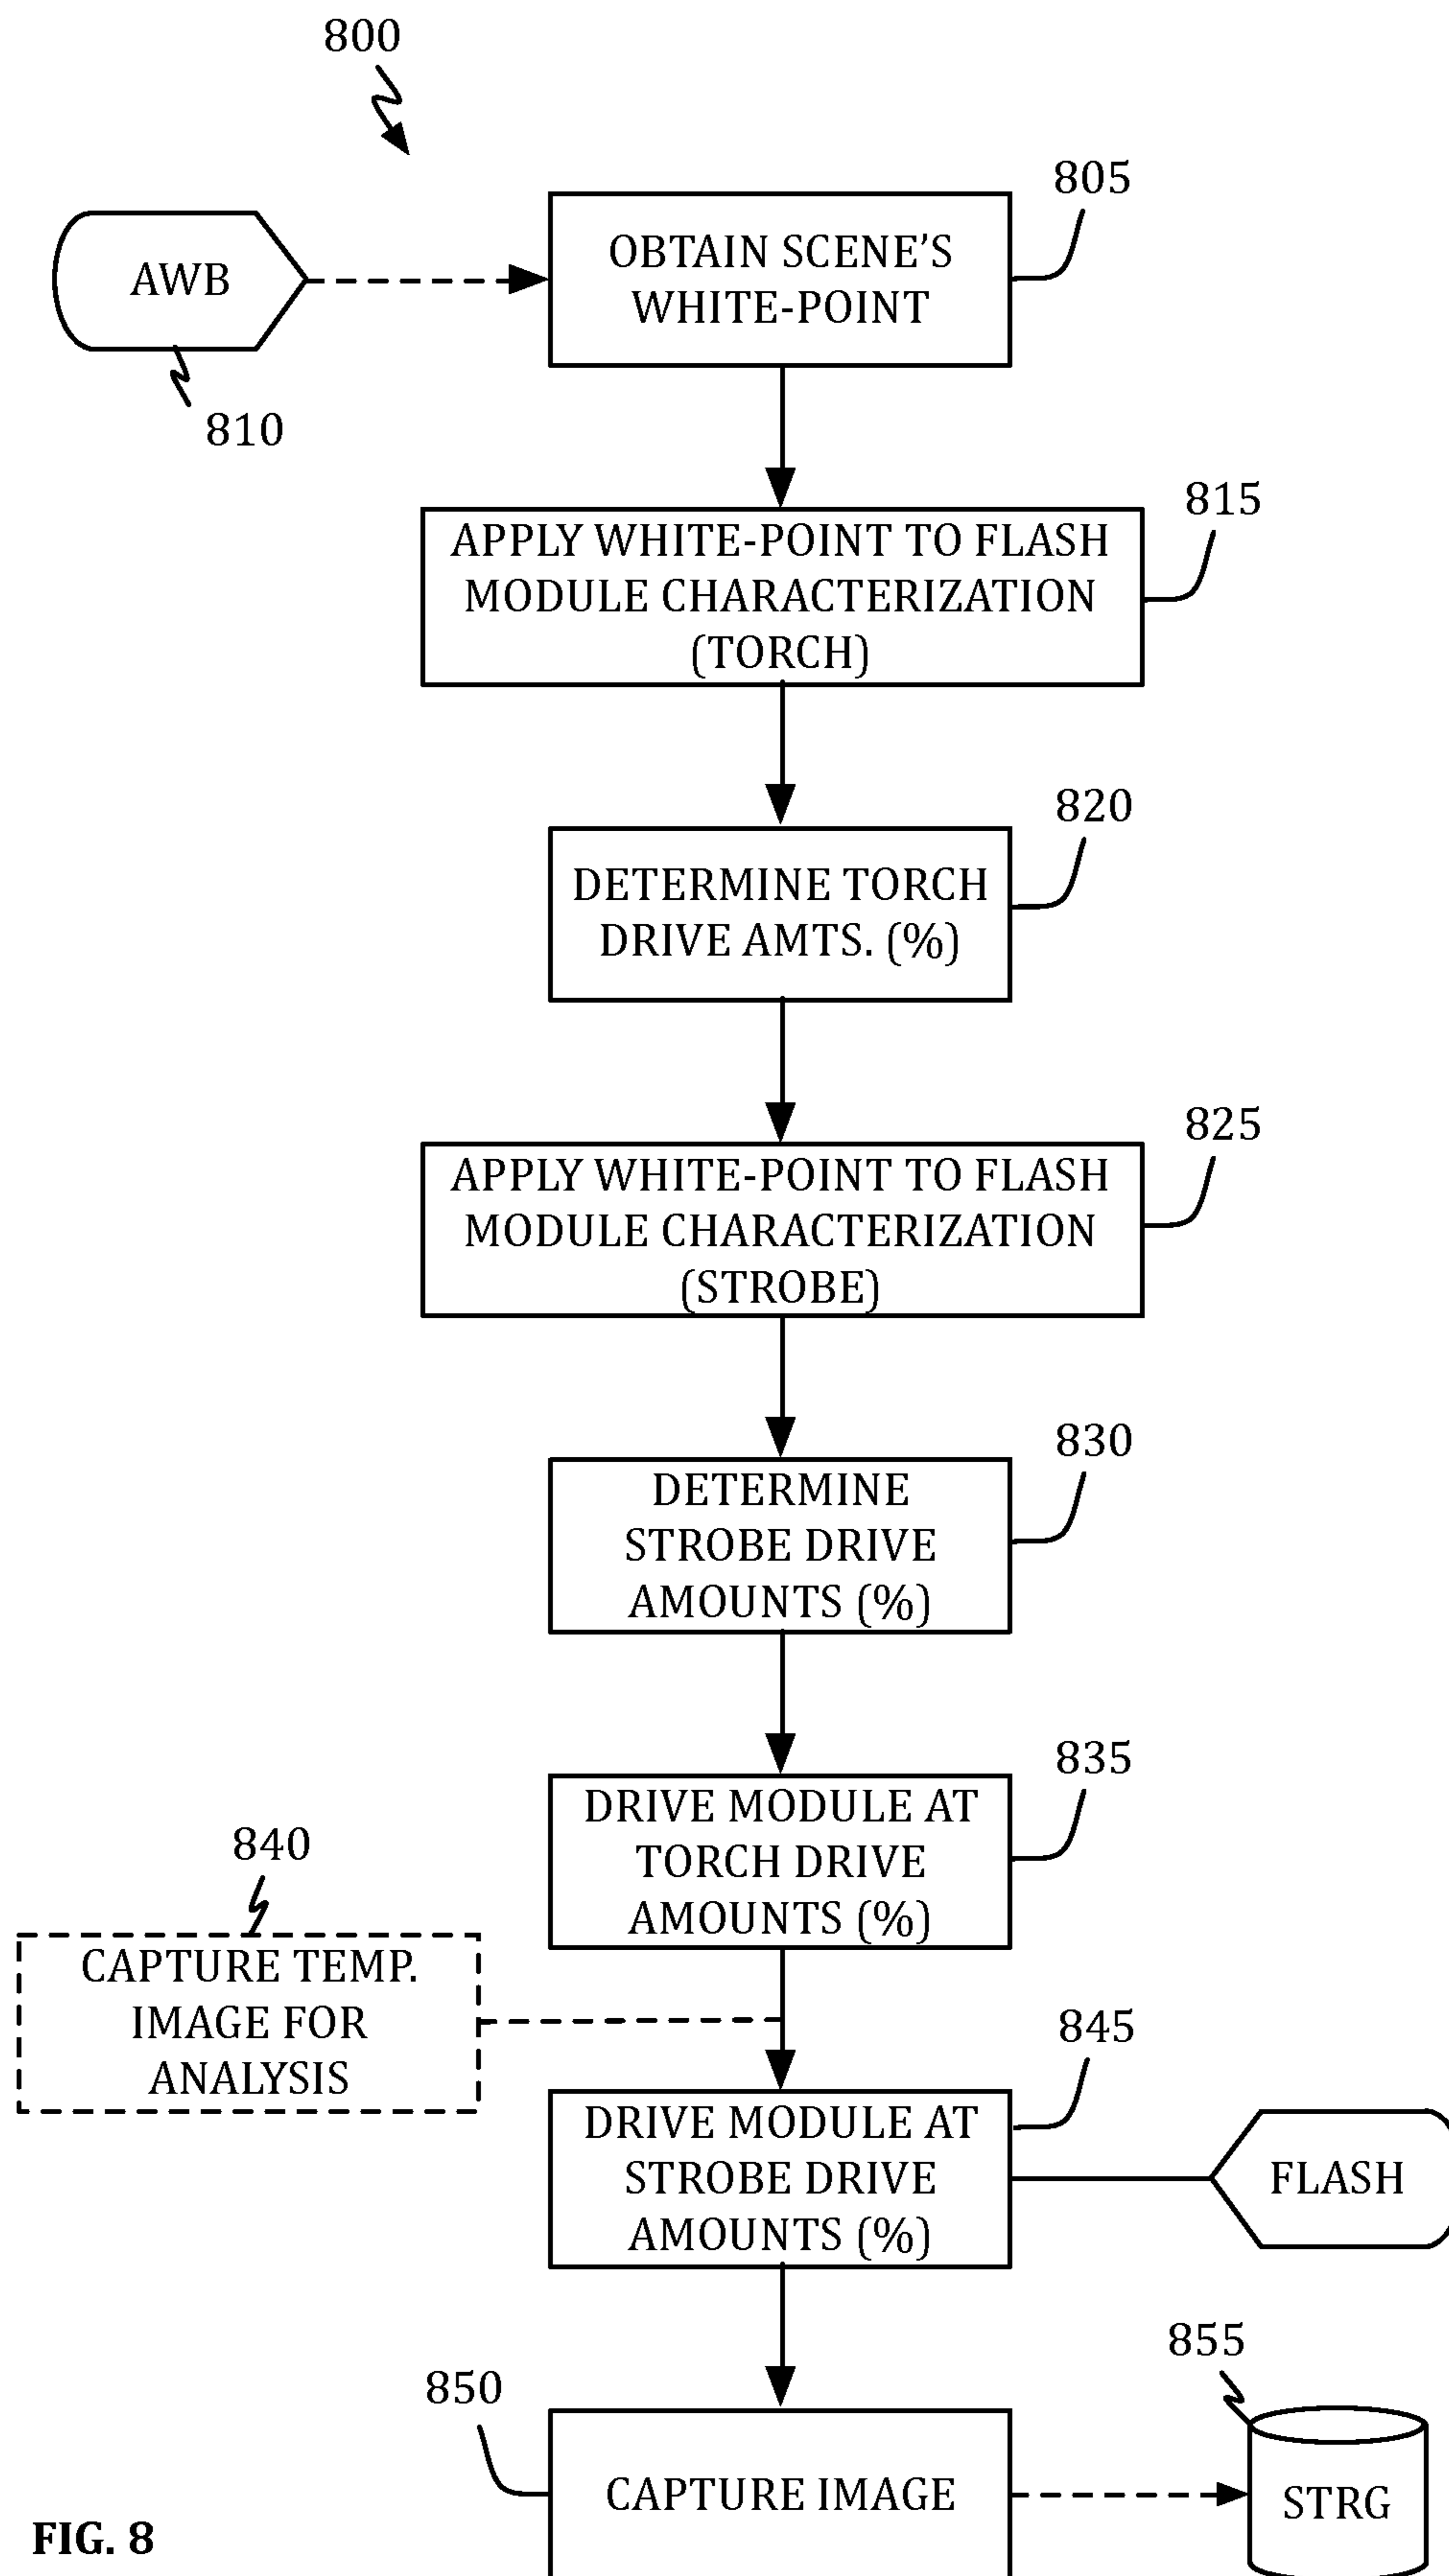 800
805
OBTAIN SCENE'S
WHITE-POINT
AWB
810
815
APPLY WHITE-POINT TO FLASH
MODULE CHARACTERIZATION
(TORCH)
820
DETERMINE TORCH
DRIVE AMTS. (%)
825
APPLY WHITE-POINT TO FLASH
MODULE CHARACTERIZATION
(STROBE)
830
DETERMINE
STROBE DRIVE
AMOUNTS (%)
835
DRIVE MODULE AT
TORCH DRIVE
AMOUNTS (%)
840
CAPTURE TEMP.
IMAGE FOR
ANALYSIS
845
DRIVE MODULE AT
STROBE DRIVE
AMOUNTS (%)
FLASH
850
CAPTURE IMAGE
855
STRG
FIG. 8